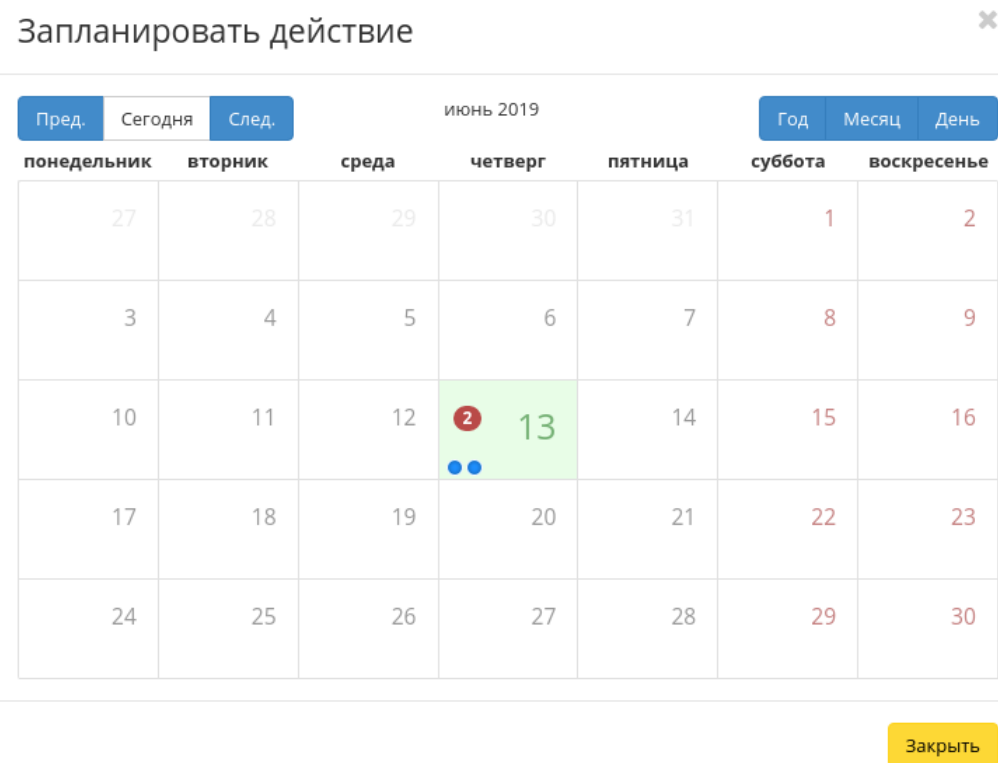 Запланировать действие
✖
Пред. Сегодня След. июнь 2019 Год Месяц День
понедельник вторник среда четверг пятница суббота воскресенье
27 28 29 30 31 1 2
3 4 5 6 7 8 9
10 11 12 2 13 14 15 16
17 18 19 20 21 22 23
24 25 26 27 28 29 30
Закрыть